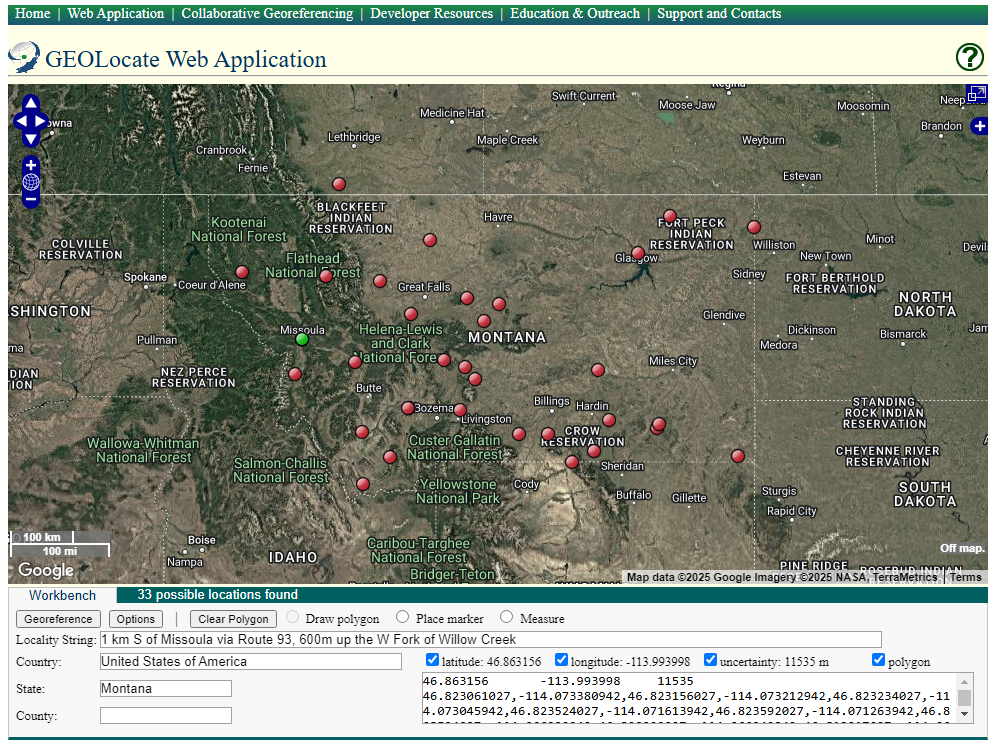 Home | Web Application | Collaborative Georeferencing | Developer Resources | Education & Outreach | Support and Contacts
GEOLocate Web Application
?
Swift Current
Regina
Moose Jaw
Moosomin
Neep
Medicine Hat
Brandon
owna
Lethbridge
Maple Creek
Weyburn
Cranbrook
Fernie
Estevan
BLACKFEET
INDIAN
RESERVATION
Havre
FORT PECK
INDIAN
RESERVATION
Kootenai
National Forest
COLVILLE
RESERVATION
Williston
Minot
Devil
Flathead
National Forest
Glasgow
New Town
Spokane
Coeur d'Alene
Sidney
FORT BERTHOLD
RESERVATION
Great Falls
NORTH
DAKOTA
SHINGTON
Glendive
Missoula
Helena-Lewis
and Clark
National Fore
MONTANA
Dickinson
Bismarck
Jam
Pullman
Medora
ma
Miles City
DIAN
TION
NEZ PERCE
RESERVATION
Butte
Billings
Hardin
STANDING
ROCK INDIAN
RESERVATION
Bozema
Livingston
CROW
RESERVATION
Wallowa-Whitman
National Forest
Custer Gallatin
National Forest
CHEYENNE RIVER
RESERVATION
Salmon-Challis
National Forest
Sheridan
Yellowstone
National Park
Cody
Buffalo
Gillette
Sturgis
SOUTH
DAKOTA
Rapid City
100 km
100 mi
Boise
Nampa
IDAHO
Caribou-Targhee
National Forest
Bridger-Teton
Off map.
PINE RIDGE
ROSEBUD INDIAN
Google
Map data ©2025 Google Imagery ©2025 NASA, TerraMetrics
Terms
Workbench 33 possible locations found
Georeference Options | Clear Polygon Draw polygon Place marker Measure
Locality String: 1 km S of Missoula via Route 93, 600m up the W Fork of Willow Creek
Country: United States of America latitude: 46.863156 longitude: -113.993998 uncertainty: 11535 m polygon
State: Montana
County:
46.863156 -113.993998 11535
46.823061027,-114.073380942,46.823156027,-114.073212942,46.823234027,-11
4.073045942,46.823524027,-114.071613942,46.823592027,-114.071263942,46.8